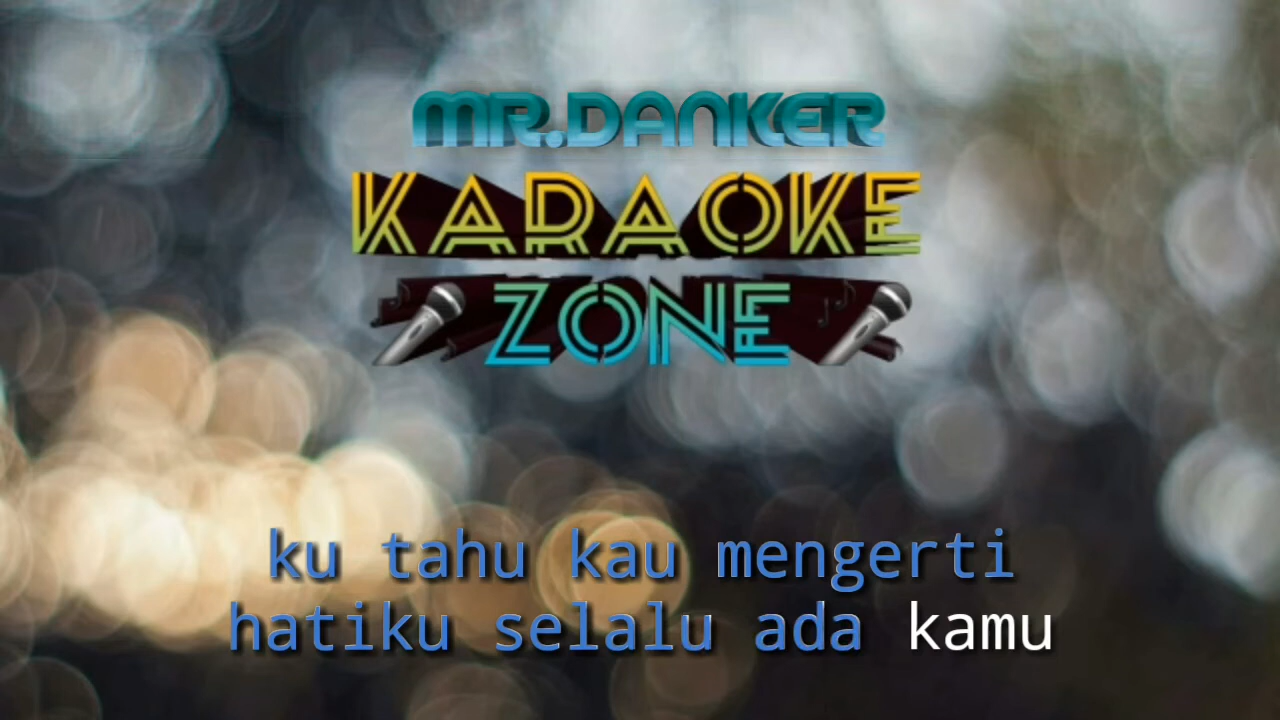 MR.DANKER
KARAOKE
ZONE
ku tahu kau mengerti
hatiku selalu ada kamu